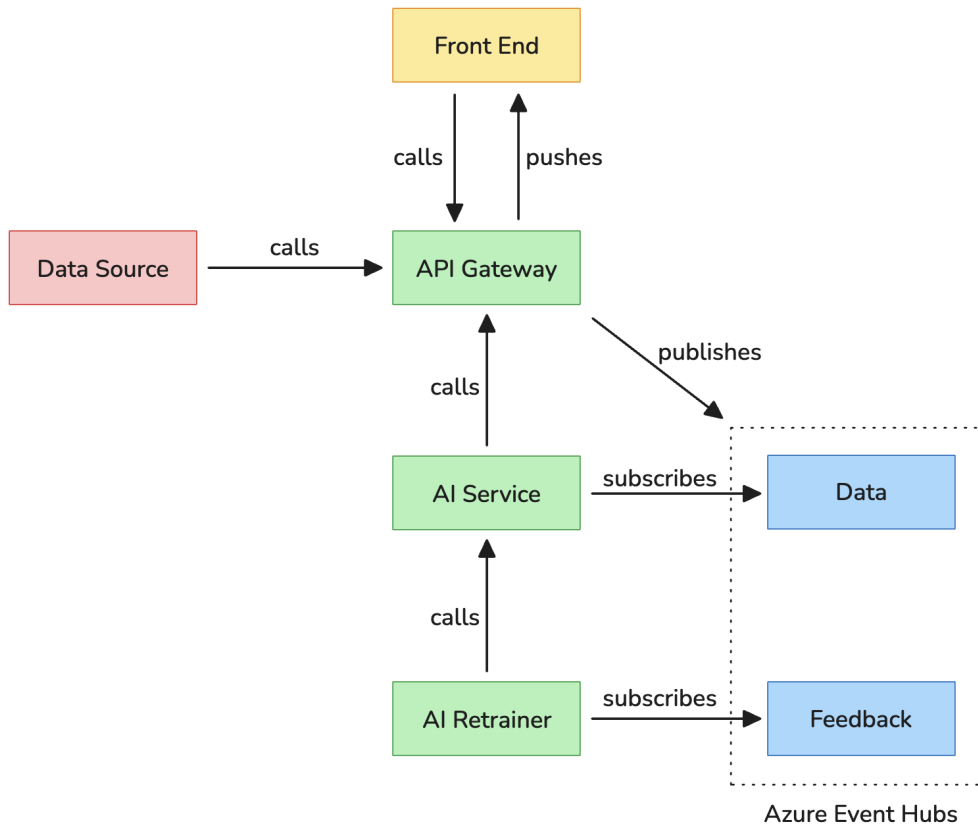 Front End
calls
pushes
Data Source
calls
API Gateway
publishes
calls
AI Service
subscribes
Data
calls
AI Retrainer
subscribes
Feedback
Azure Event Hubs